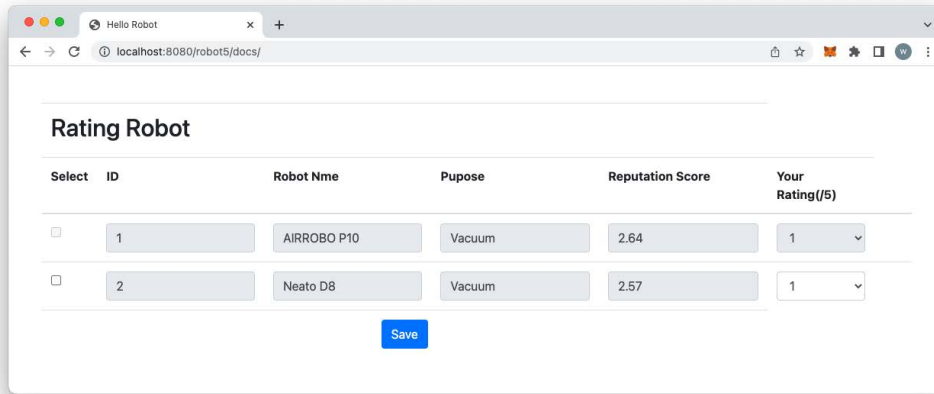 Hello Robot
localhost:8080/robot5/docs/
W
Rating Robot
Select ID Robot Nme Pupose Reputation Score Your
Rating(/5)
1 AIRROBO P10 Vacuum 2.64 1
2 Neato D8 Vacuum 2.57 1
Save